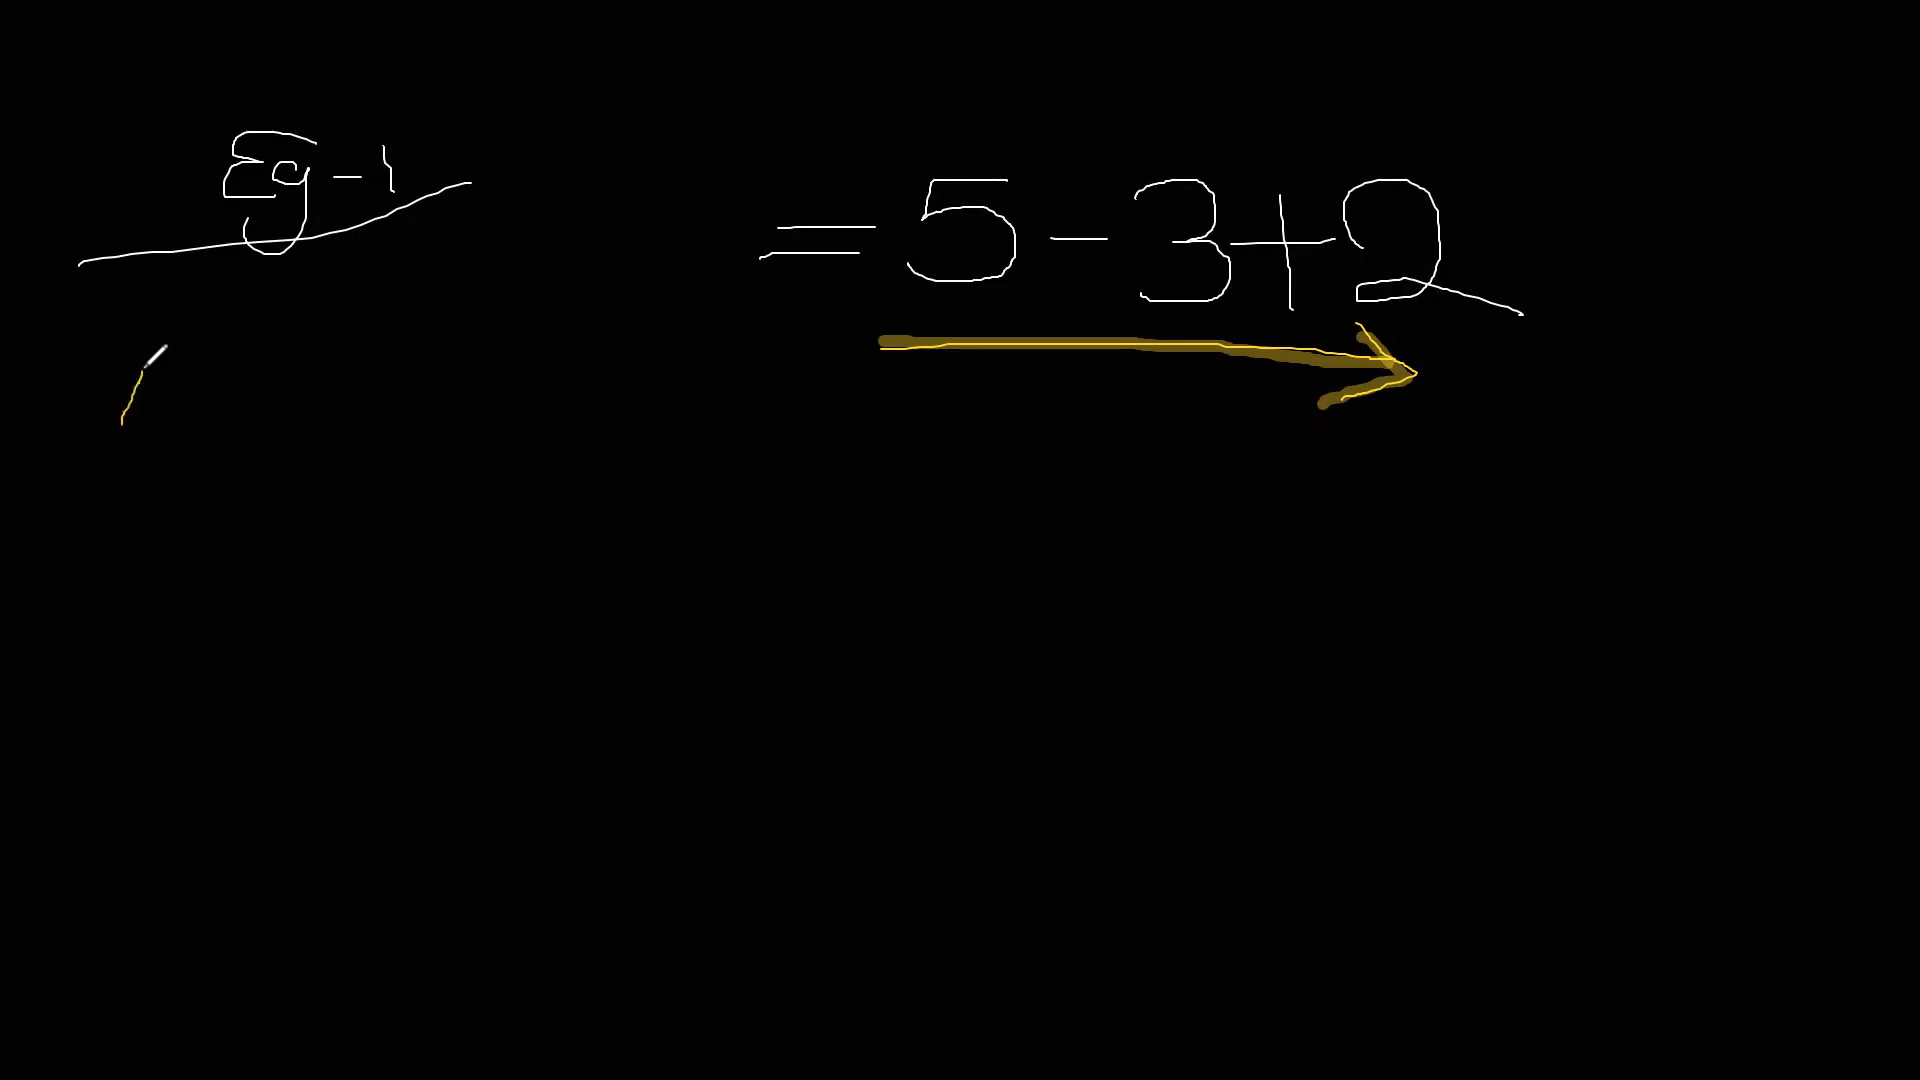 Eg - 1
= 5 - 3 + 2